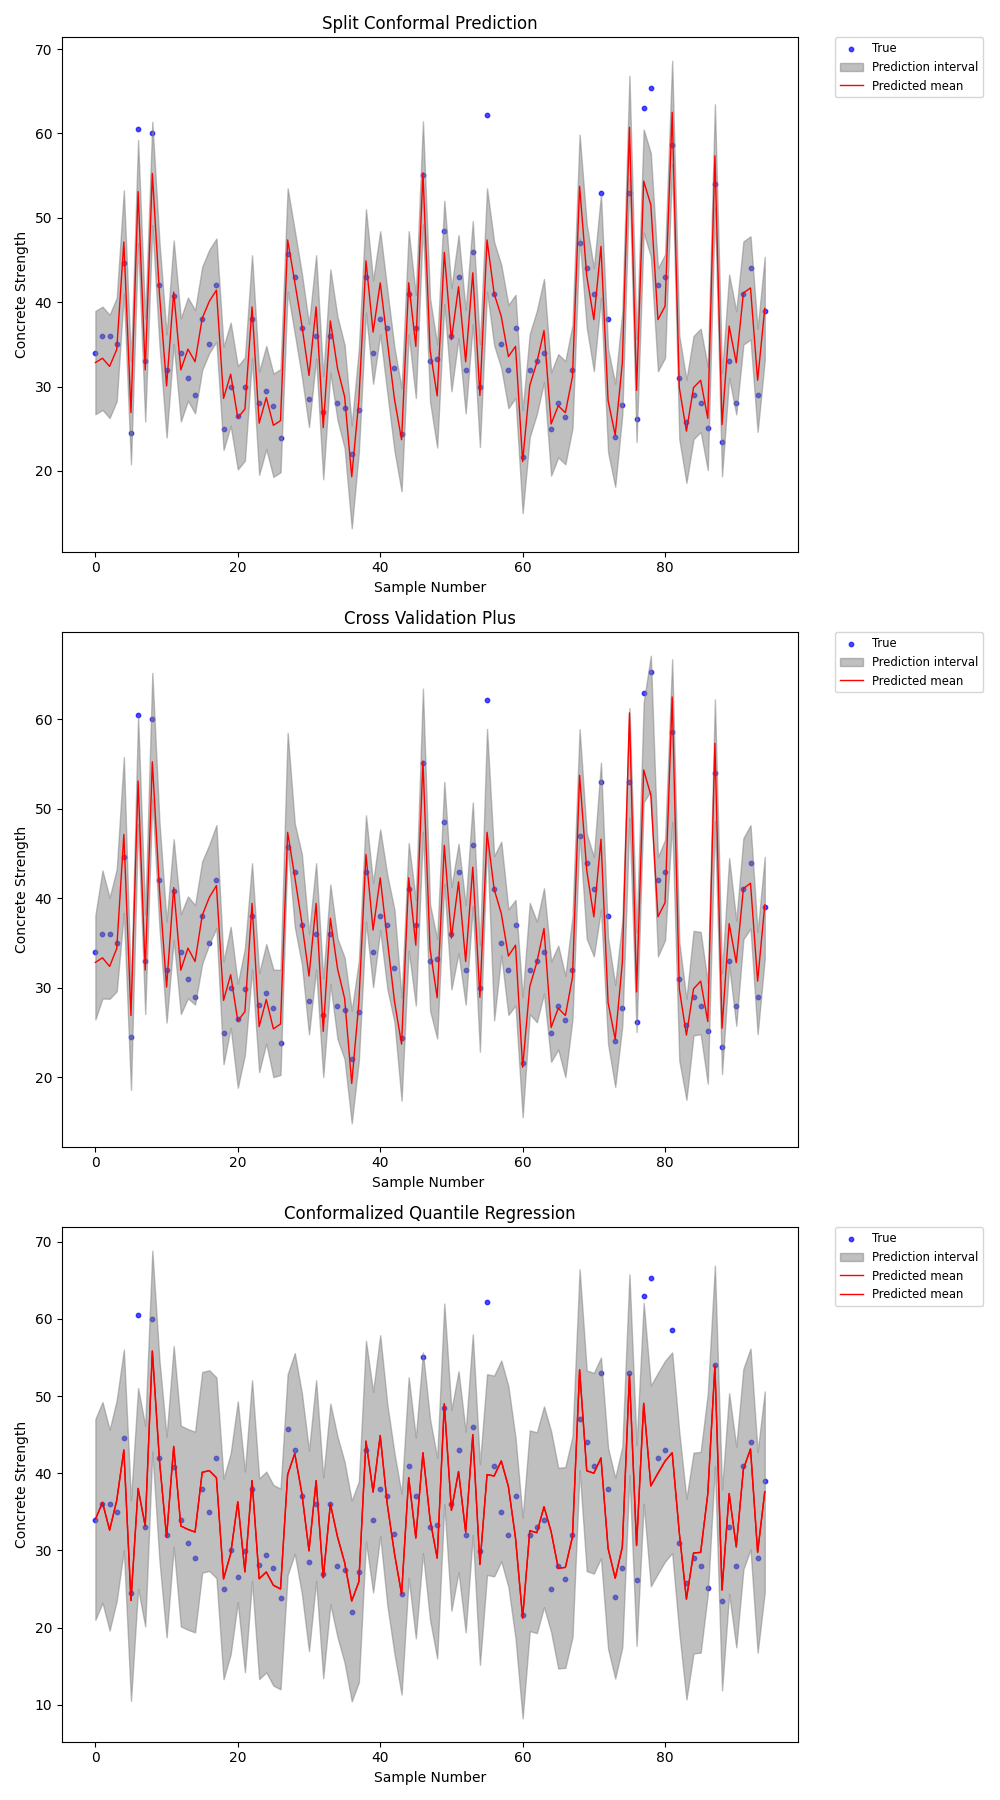 Split Conformal Prediction
True
Prediction interval
Predicted mean
70
60
50
40
30
20
Concrete Strength
0 20 40 60 80
Sample Number
Cross Validation Plus
True
Prediction interval
Predicted mean
60
50
40
30
20
Concrete Strength
0 20 40 60 80
Sample Number
Conformalized Quantile Regression
True
Prediction interval
Predicted mean
Predicted mean
70
60
50
40
30
20
10
Concrete Strength
0 20 40 60 80
Sample Number